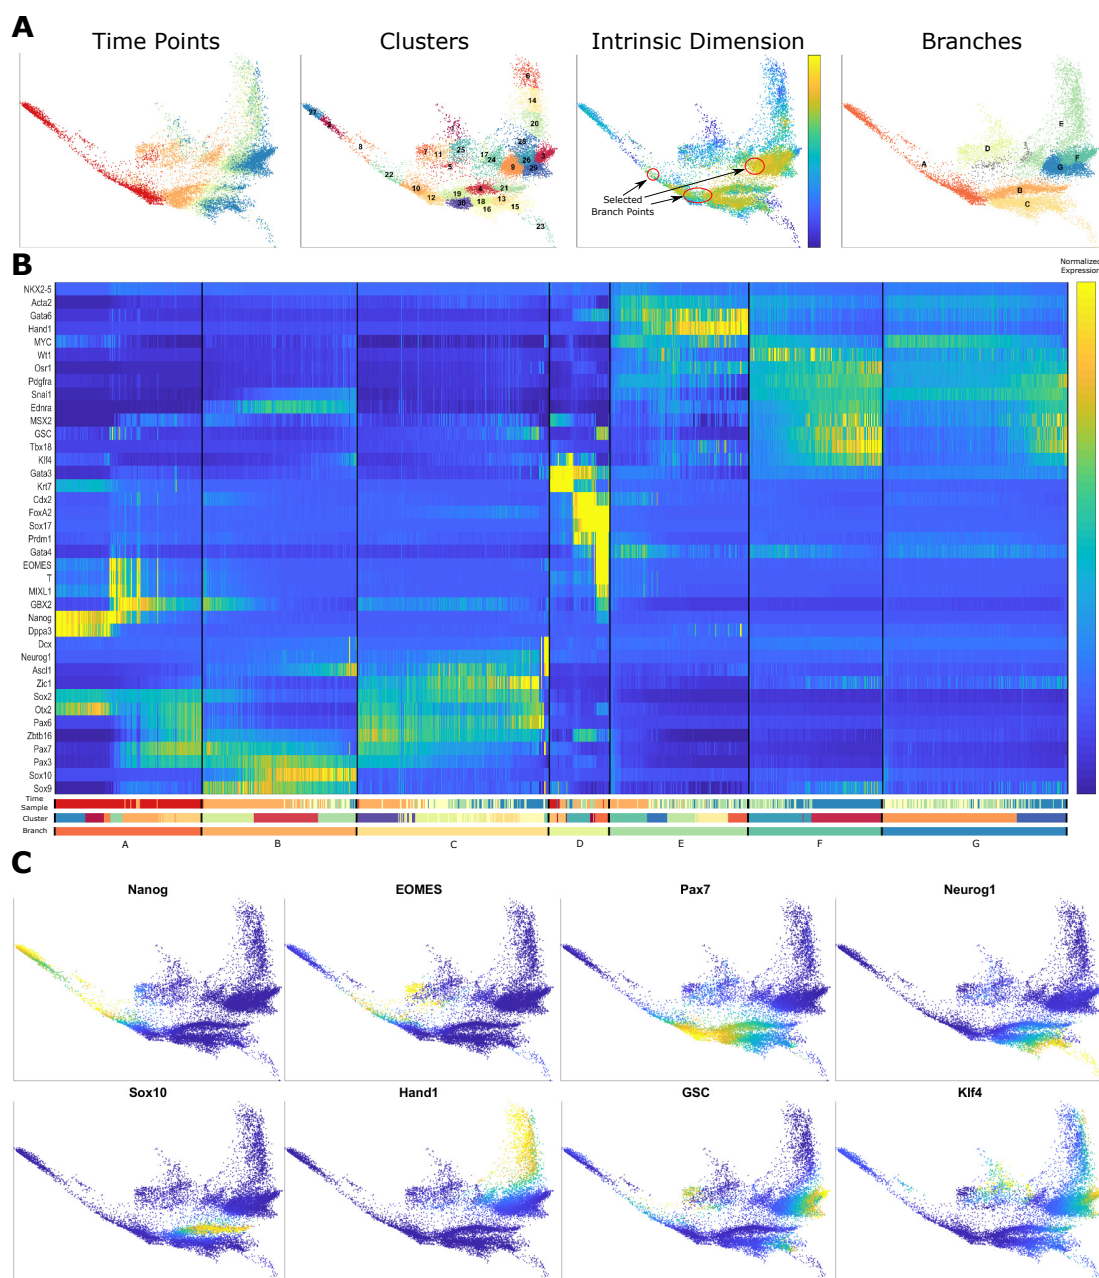 A
Time Points
Clusters
Intrinsic Dimension
Branches
6
14
20
27
2
8
22
7
11
1
25
5
17
24
28
3
26
9
29
10
12
19
4
21
30
18
13
16
15
23
Selected
Branch Points
A
B
C
D
E
F
G
B
Normalized
Expression
NKX2-5
Acta2
Gata6
Hand1
MYC
Wt1
Osr1
Pdgfra
Snai1
Ednra
MSX2
GSC
Tbx18
Klf4
Gata3
Krt7
Cdx2
FoxA2
Sox17
Prdm1
Gata4
EOMES
T
MIXL1
GBX2
Nanog
Dppa3
Dcx
Neurog1
Ascl1
Zic1
Sox2
Otx2
Pax6
Zbtb16
Pax7
Pax3
Sox10
Sox9
Time
Sample
Cluster
Branch
A B C D E F G
C
Nanog
EOMES
Pax7
Neurog1
Sox10
Hand1
GSC
Klf4